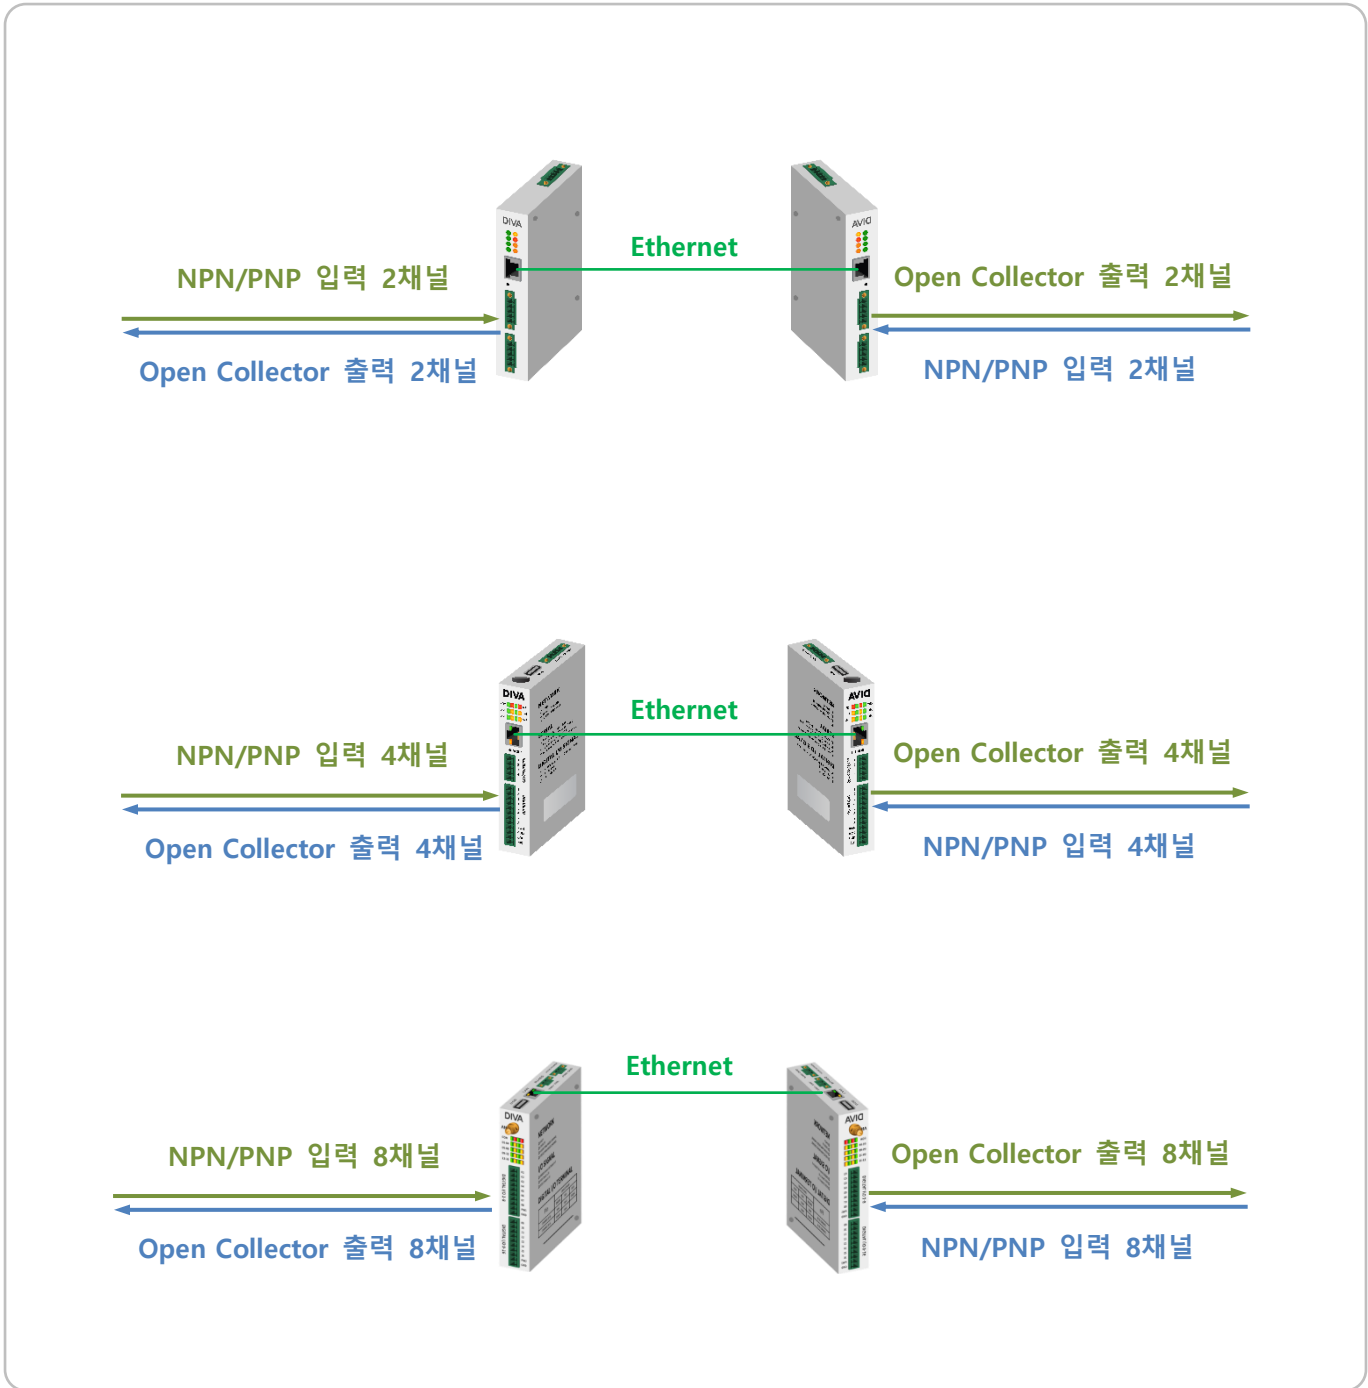 DIVA
DIVA
Ethernet
NPN/PNP 입력 2채널
Open Collector 출력 2채널
Open Collector 출력 2채널
NPN/PNP 입력 2채널
DIVA
DIVA
Ethernet
NPN/PNP 입력 4채널
Open Collector 출력 4채널
Open Collector 출력 4채널
NPN/PNP 입력 4채널
Ethernet
DIVA
DIVA
NETWORK
I/O SIGNAL
DIGITAL I/O TERMINAL
NPN/PNP 입력 8채널
Open Collector 출력 8채널
Open Collector 출력 8채널
NPN/PNP 입력 8채널